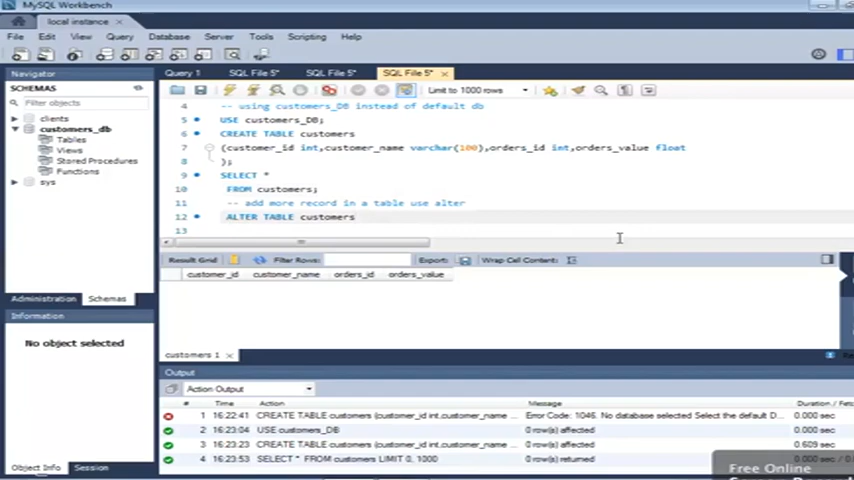 MySQL Workbench
local instance
File Edit View Query Database Server Tools Scripting Help
Navigator
SCHEMAS
Filter objects
clients
customers_db
Tables
Views
Stored Procedures
Functions
sys
Administration Schemas
Information
No object selected
Object Info Session
Query 1 SQL File 5* SQL File 5* SQL File 5*
Limit to 1000 rows
4 -- using customers_DB instead of default db
5 USE customers_DB;
6 CREATE TABLE customers
7 (customer_id int,customer_name varchar(100),orders_id int,orders_value float
8 );
9 SELECT *
10 FROM customers;
11 -- add more record in a table use alter
12 ALTER TABLE customers
13
Result Grid Filter Rows: Export: Wrap Cell Content:
customer_id customer_name orders_id orders_value
customers 1
Output
Action Output
# Time Action Message Duration / Fetc
1 16:22:41 CREATE TABLE customers (customer_id int,customer_name ... Error Code: 1046. No database selected Select the default D... 0.000 sec
2 16:23:04 USE customers_DB 0 row(s) affected 0.000 sec
3 16:23:23 CREATE TABLE customers (customer_id int,customer_name ... 0 row(s) affected 0.609 sec
4 16:23:53 SELECT * FROM customers LIMIT 0, 1000 0 row(s) returned
Free Online